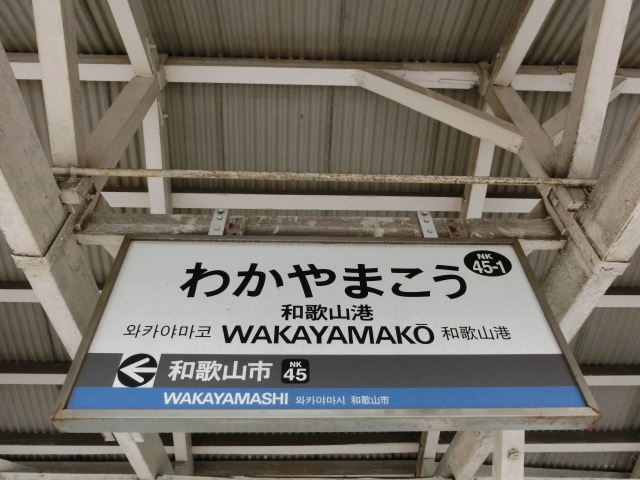 わかやまこう NK 45-1
和歌山港
와카야마코 WAKAYAMAKŌ 和歌山港
和歌山市 NK 45
WAKAYAMASHI 와카야마시 和歌山市